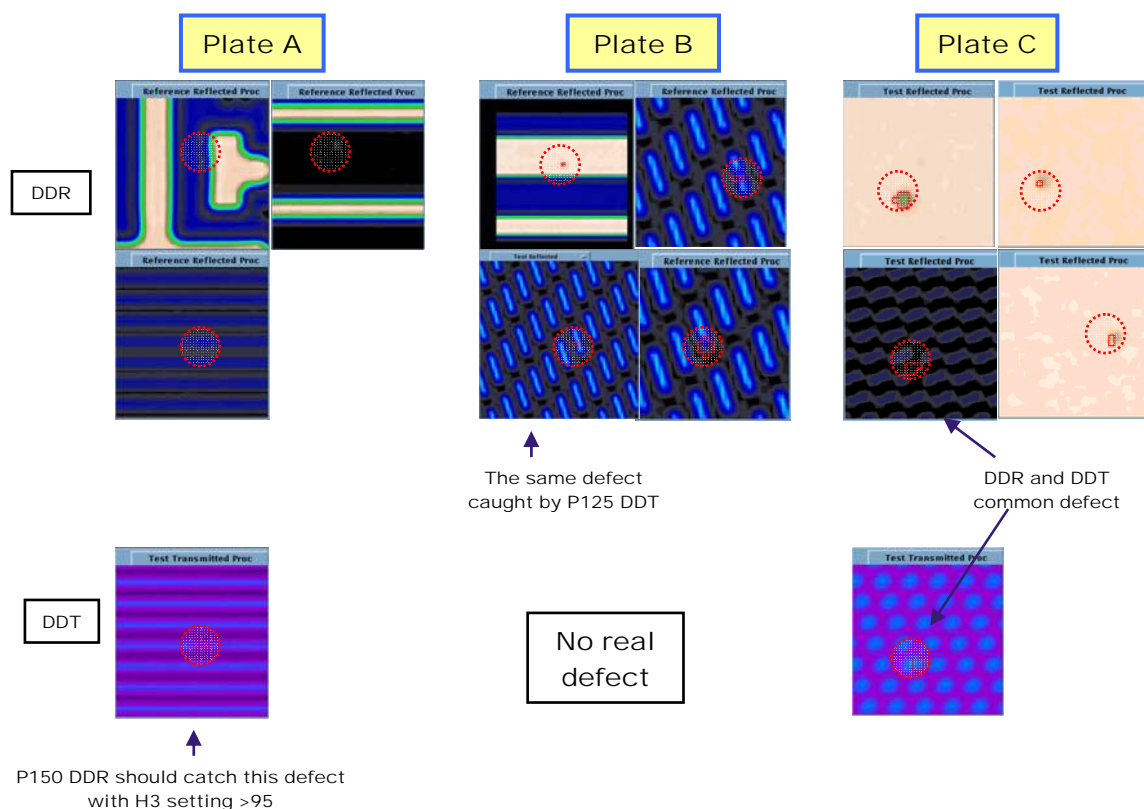 Plate A
Plate B
Plate C
DDR
Reference Reflected Proc
Reference Reflected Proc
Reference Reflected Proc
Reference Reflected Proc
Test Reflected Proc
Test Reflected Proc
Reference Reflected Proc
Test Reflected
Reference Reflected Proc
Test Reflected Proc
Test Reflected Proc
The same defect
caught by P125 DDT
DDR and DDT
common defect
DDT
Test Transmitted Proc
No real
defect
Test Transmitted Proc
P150 DDR should catch this defect
with H3 setting >95